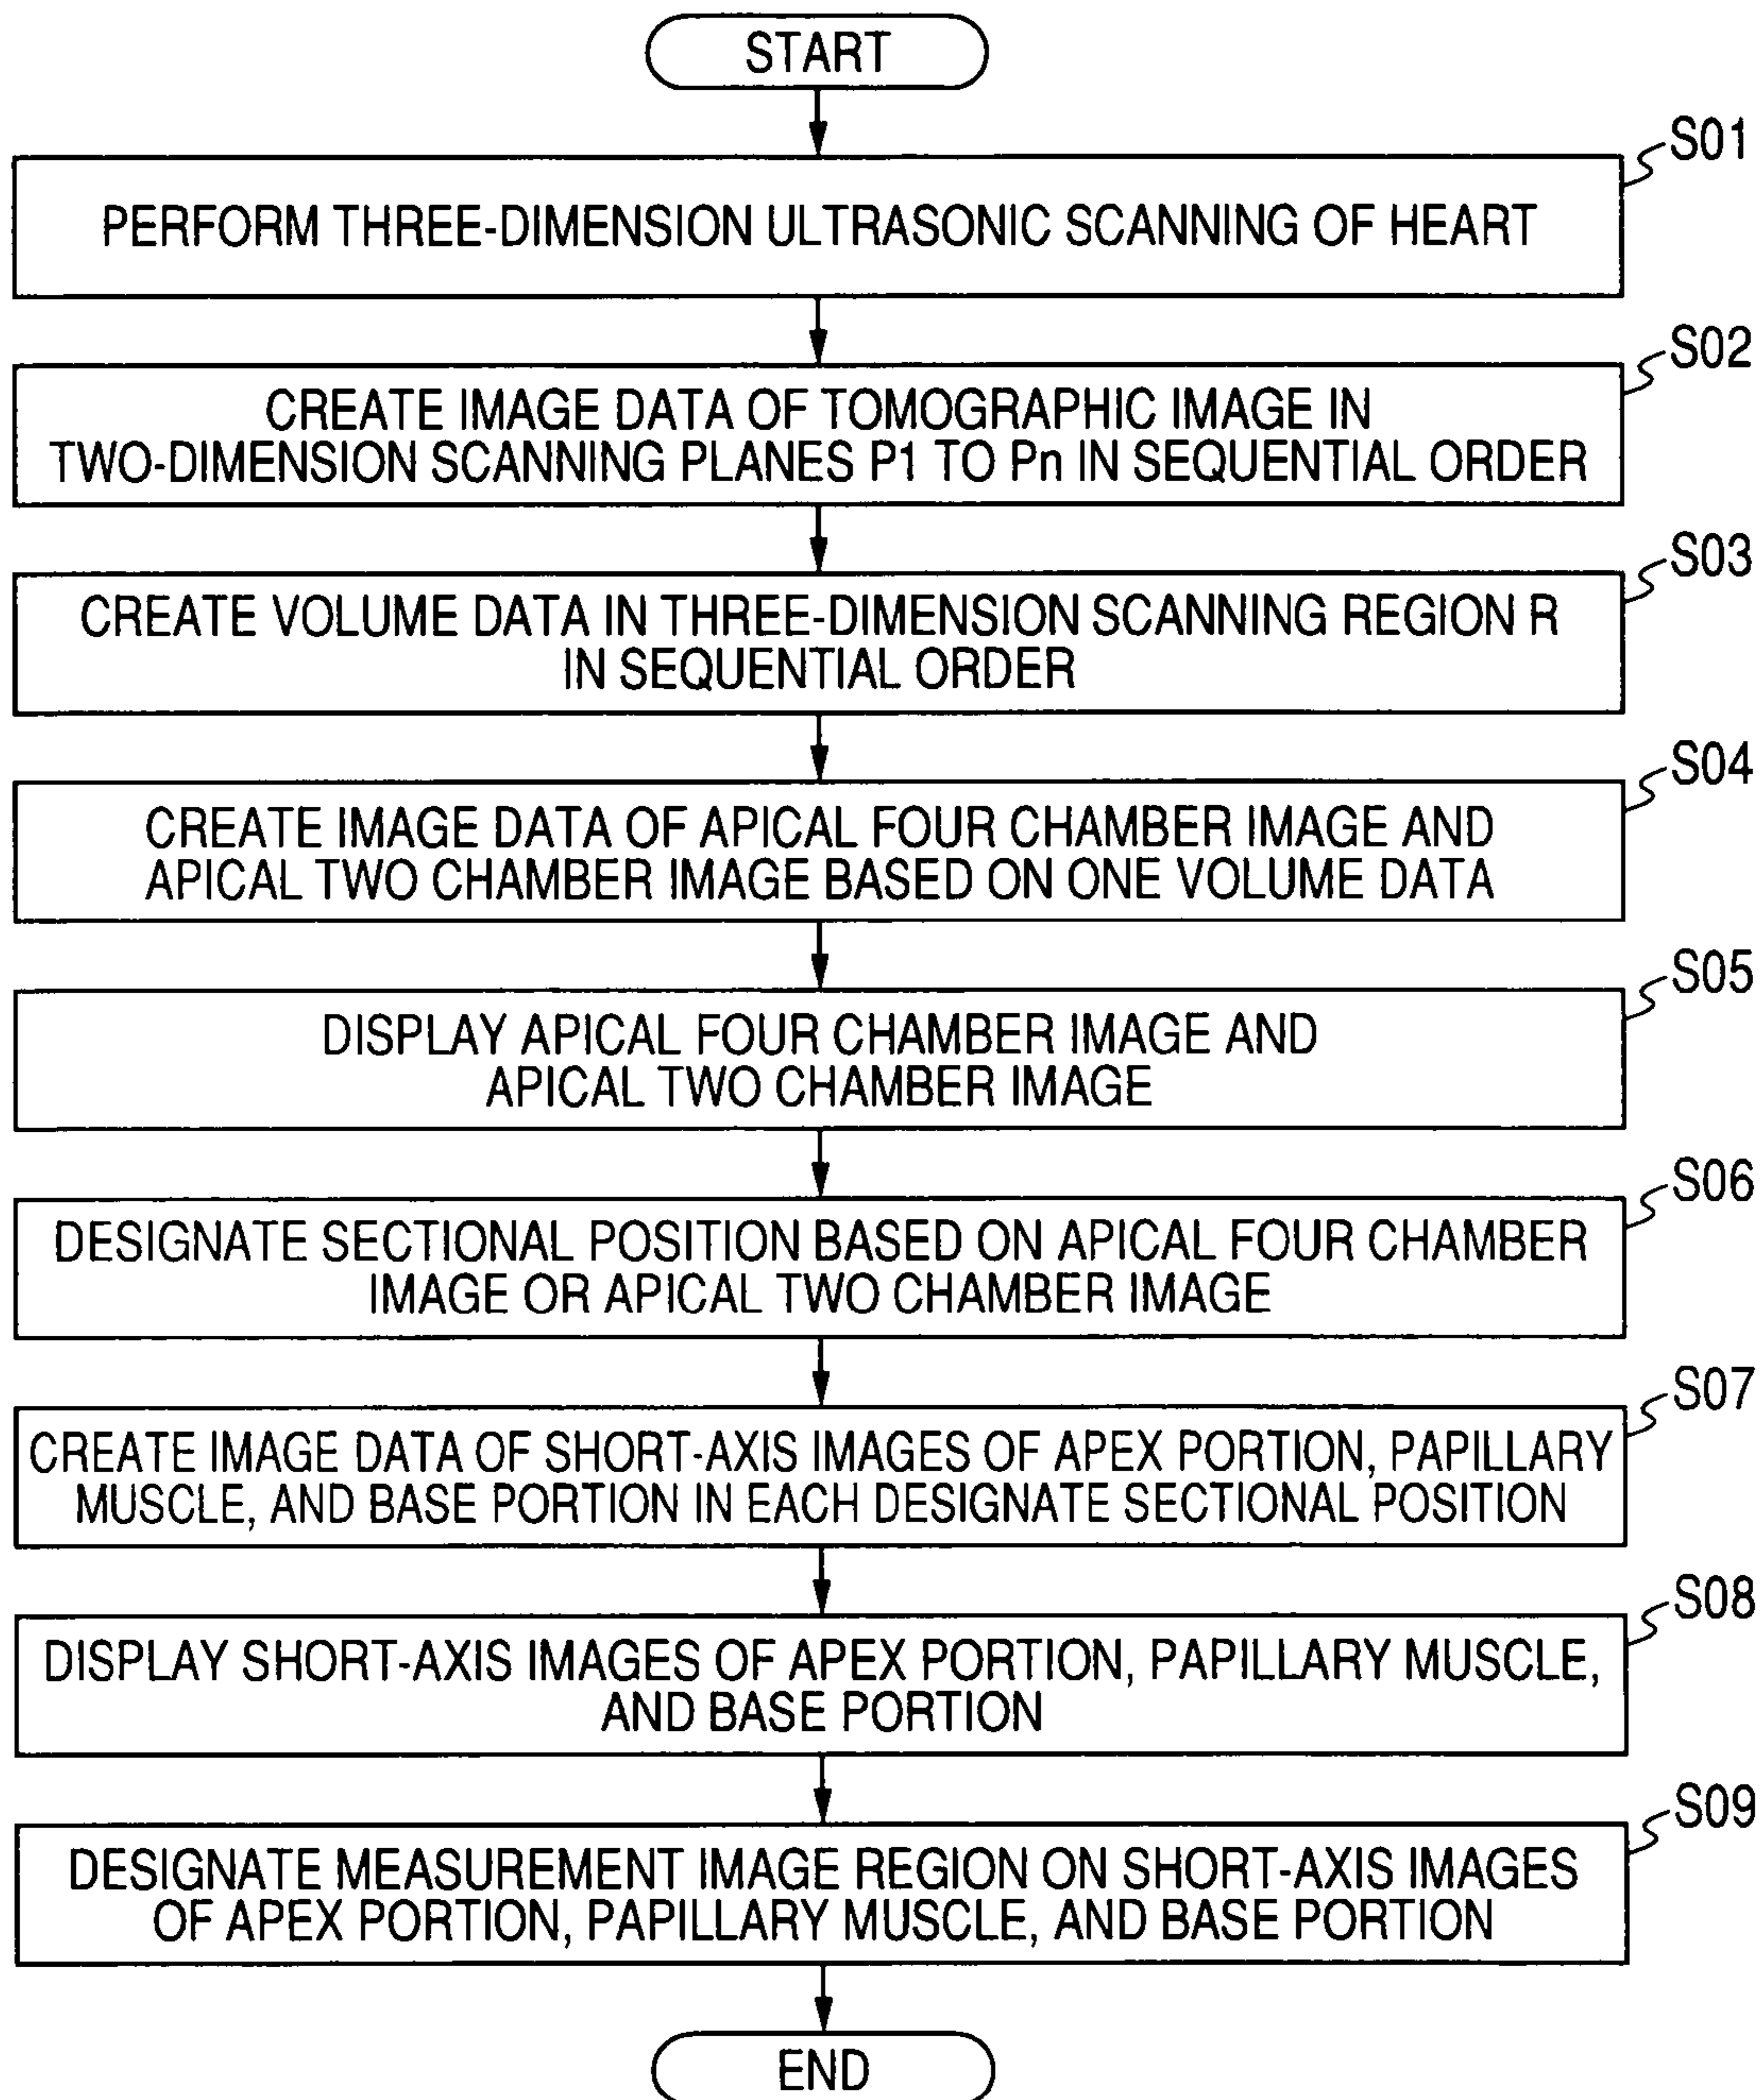 START
S01
PERFORM THREE-DIMENSION ULTRASONIC SCANNING OF HEART
S02
CREATE IMAGE DATA OF TOMOGRAPHIC IMAGE IN
TWO-DIMENSION SCANNING PLANES P1 TO Pn IN SEQUENTIAL ORDER
S03
CREATE VOLUME DATA IN THREE-DIMENSION SCANNING REGION R
IN SEQUENTIAL ORDER
S04
CREATE IMAGE DATA OF APICAL FOUR CHAMBER IMAGE AND
APICAL TWO CHAMBER IMAGE BASED ON ONE VOLUME DATA
S05
DISPLAY APICAL FOUR CHAMBER IMAGE AND
APICAL TWO CHAMBER IMAGE
S06
DESIGNATE SECTIONAL POSITION BASED ON APICAL FOUR CHAMBER
IMAGE OR APICAL TWO CHAMBER IMAGE
S07
CREATE IMAGE DATA OF SHORT-AXIS IMAGES OF APEX PORTION, PAPILLARY
MUSCLE, AND BASE PORTION IN EACH DESIGNATE SECTIONAL POSITION
S08
DISPLAY SHORT-AXIS IMAGES OF APEX PORTION, PAPILLARY MUSCLE,
AND BASE PORTION
S09
DESIGNATE MEASUREMENT IMAGE REGION ON SHORT-AXIS IMAGES
OF APEX PORTION, PAPILLARY MUSCLE, AND BASE PORTION
END